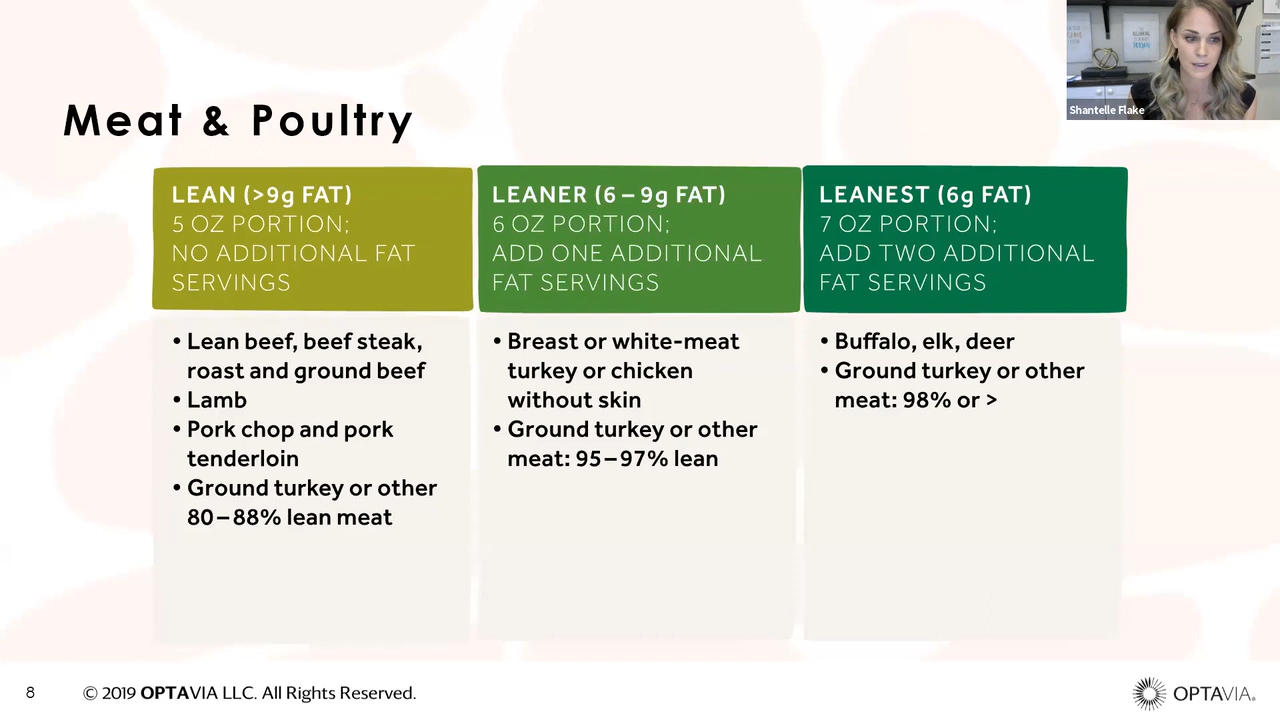 Shantelle Flake
Meat & Poultry
LEAN (>9g FAT)
5 OZ PORTION;
NO ADDITIONAL FAT
SERVINGS
• Lean beef, beef steak,
roast and ground beef
• Lamb
• Pork chop and pork
tenderloin
• Ground turkey or other
80–88% lean meat
LEANER (6 – 9g FAT)
6 OZ PORTION;
ADD ONE ADDITIONAL
FAT SERVINGS
• Breast or white-meat
turkey or chicken
without skin
• Ground turkey or other
meat: 95–97% lean
LEANEST (6g FAT)
7 OZ PORTION;
ADD TWO ADDITIONAL
FAT SERVINGS
• Buffalo, elk, deer
• Ground turkey or other
meat: 98% or >
8
© 2019 OPTAVIA LLC. All Rights Reserved.
OPTAVIA®